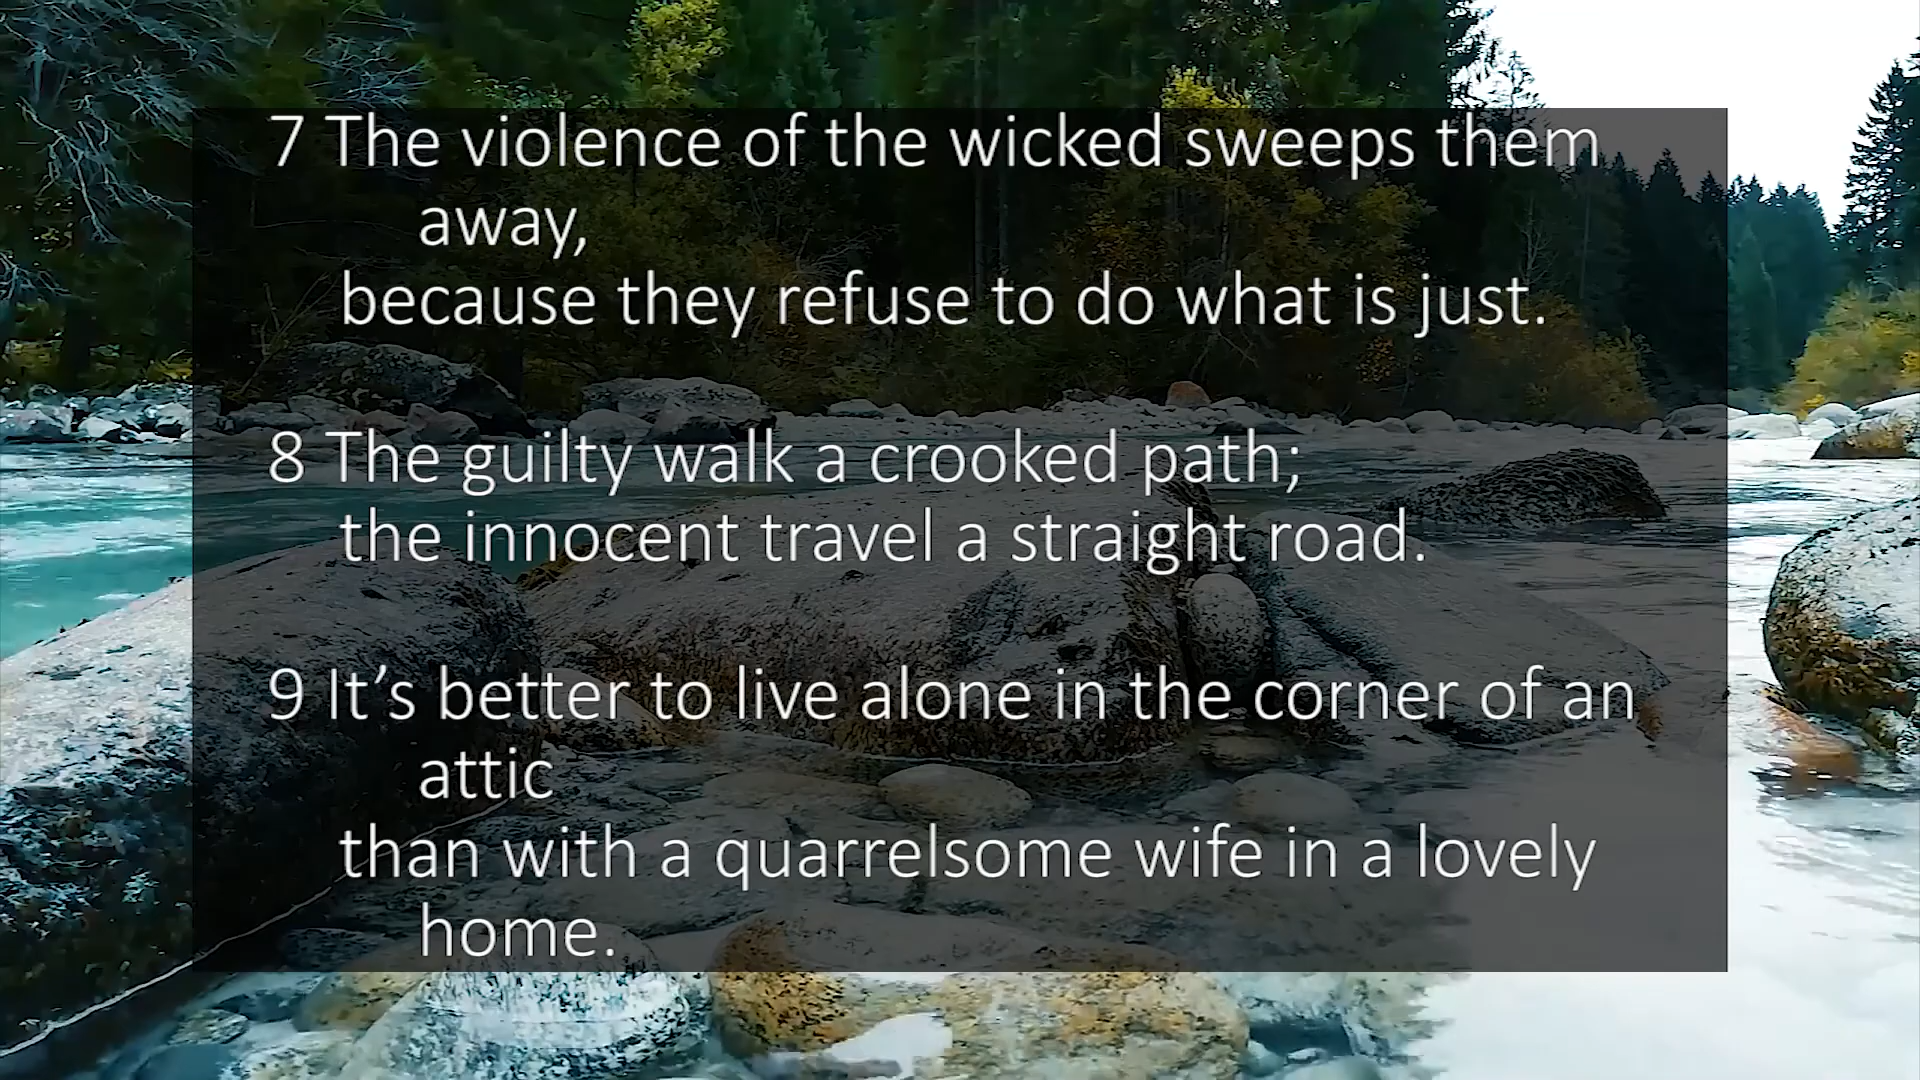 7 The violence of the wicked sweeps them
away,
because they refuse to do what is just.
8 The guilty walk a crooked path;
the innocent travel a straight road.
9 It’s better to live alone in the corner of an
attic
than with a quarrelsome wife in a lovely
home.